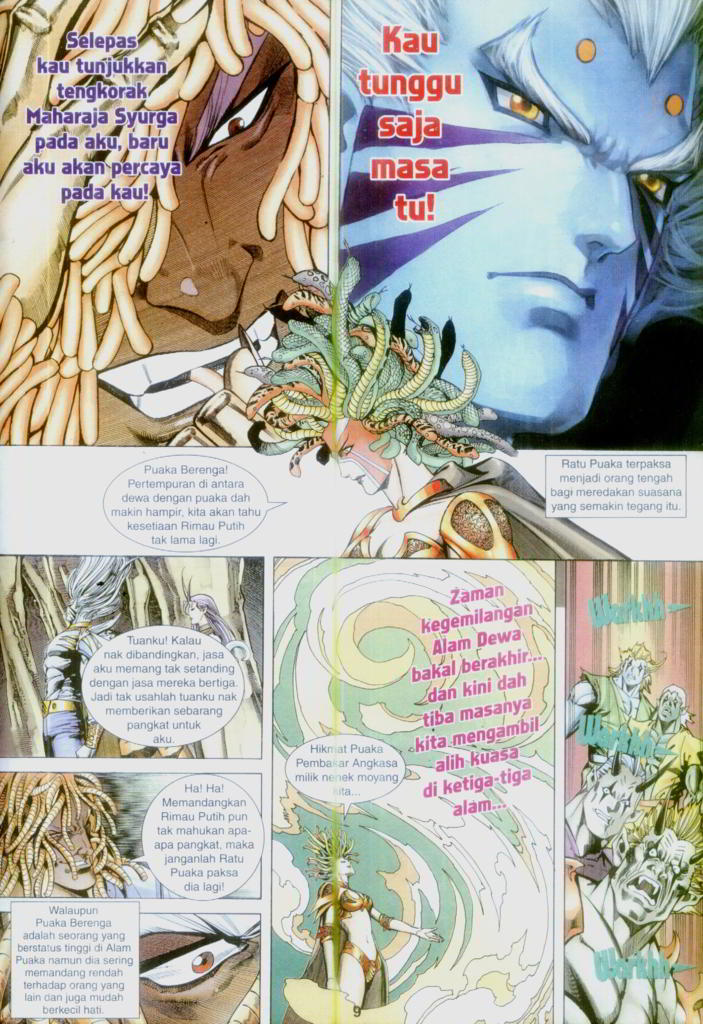 Selepas
kau tunjukkan
tengkorak
Maharaja Syurga
pada aku, baru
aku akan percaya
pada kau!
Kau
tunggu
saja
masa
tu!
Puaka Berenga!
Pertempuran di antara
dewa dengan puaka dah
makin hampir, kita akan tahu
kesetiaan Rimau Putih
tak lama lagi.
Ratu Puaka terpaksa
menjadi orang tengah
bagi meredakan suasana
yang semakin tegang itu.
Tuanku! Kalau
nak dibandingkan, jasa
aku memang tak setanding
dengan jasa mereka bertiga.
Jadi tak usahlah tuanku nak
memberikan sebarang
pangkat untuk
aku.
Ha! Ha!
Memandangkan
Rimau Putih pun
tak mahukan apa-
apa pangkat, maka
janganlah Ratu
Puaka paksa
dia lagi!
Walaupun
Puaka Berenga
adalah seorang yang
berstatus tinggi di Alam
Puaka namun dia sering
memandang rendah
terhadap orang yang
lain dan juga mudah
berkecil hati.
Zaman
kegemilangan
Alam Dewa
bakal berakhir...
dan kini dah
tiba masanya
kita mengambil
alih kuasa
di ketiga-tiga
alam...
Hikmat Puaka
Pembakar Angkasa
milik nenek moyang
kita...
Warkhh
Warkhh
Warkhh
9